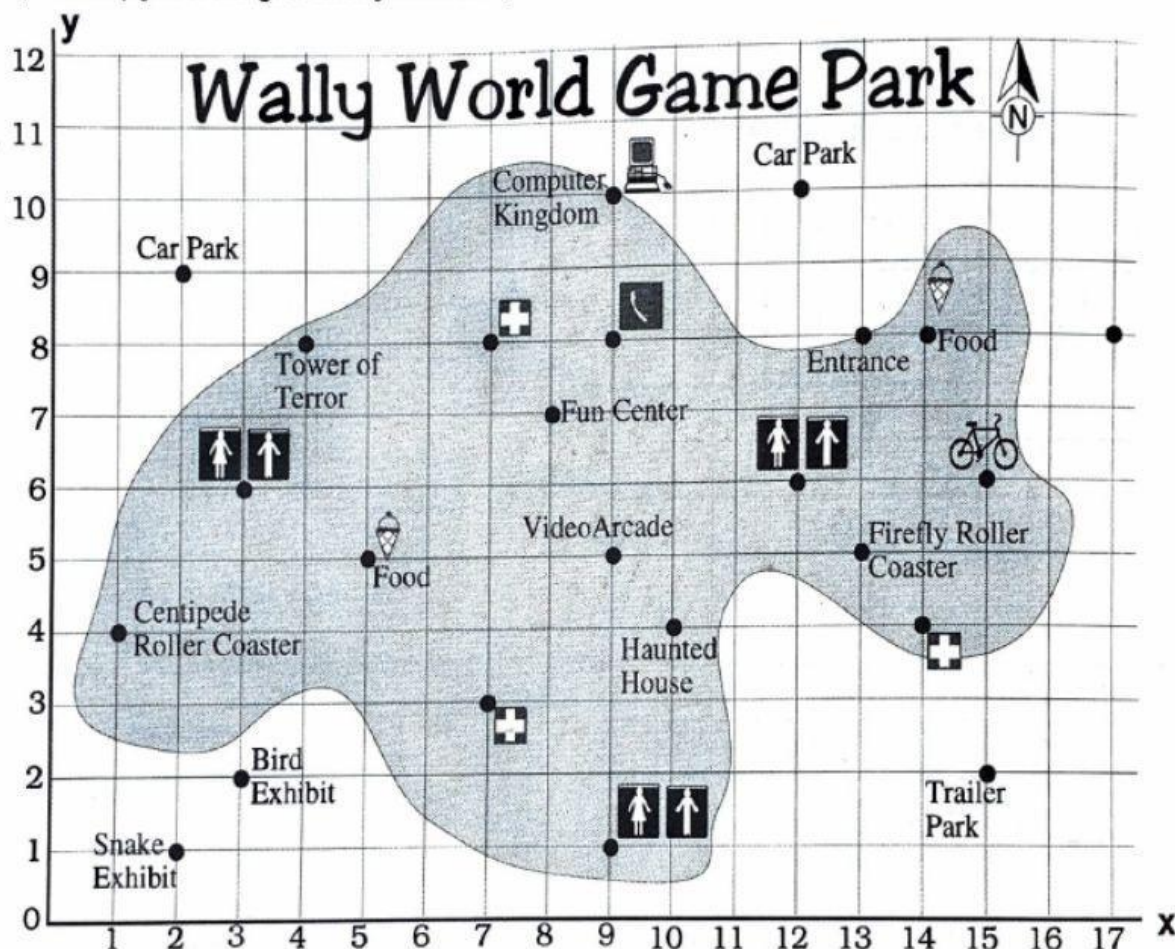 y
12
Wally World Game Park
N
11
Car Park
Computer
Kingdom
10
Car Park
9
8
Tower of
Terror
Entrance
Food
7
Fun Center
6
VideoArcade
Firefly Roller
Coaster
5
Food
Centipede
Roller Coaster
4
Haunted
House
3
Bird
Exhibit
2
Trailer
Park
Snake
Exhibit
1
0
1 2 3 4 5 6 7 8 9 10 11 12 13 14 15 16 17 x